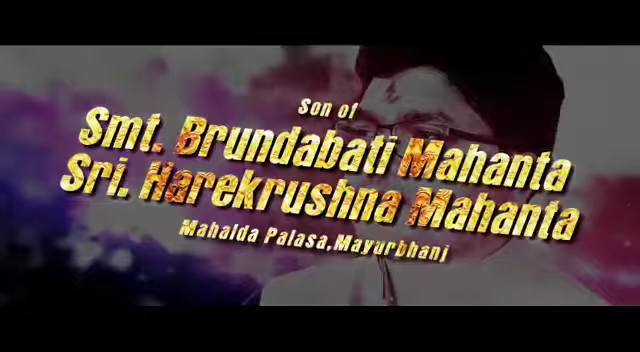 Son of
Smt. Brundabati Mahanta
Sri. Harekrushna Mahanta
Mahalda Palasa,Mayurbhanj